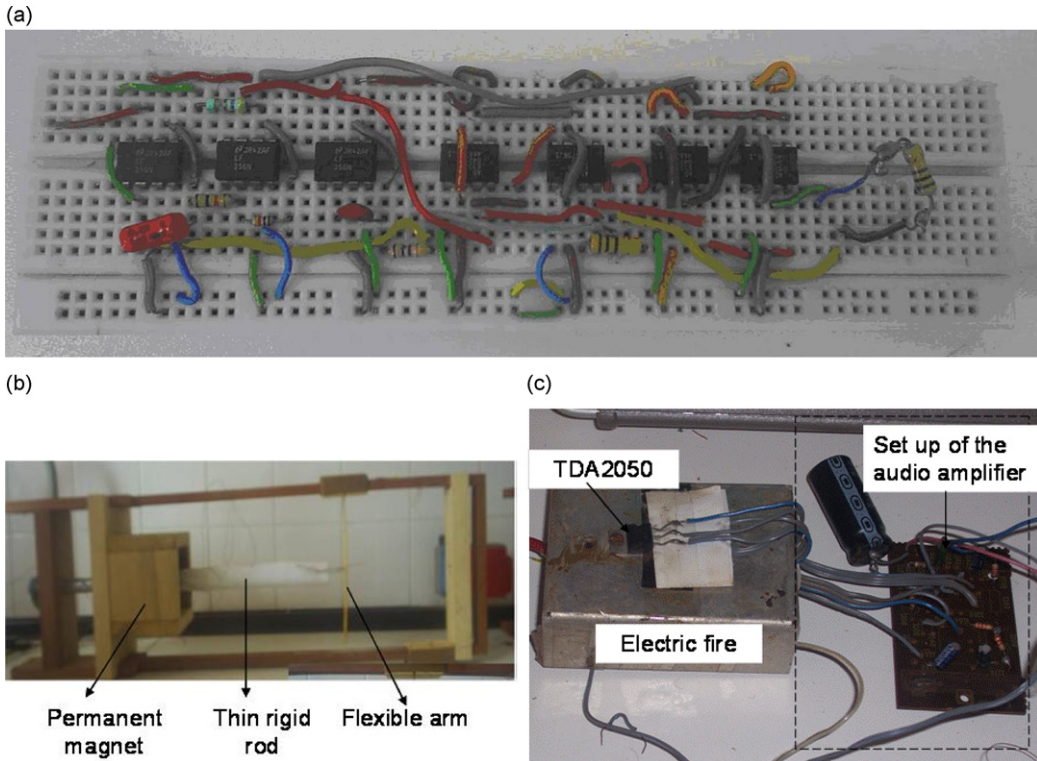 (a)
(b)
(c)
TDA2050
Set up of the
audio amplifier
Electric fire
Permanent
magnet
Thin rigid
rod
Flexible arm